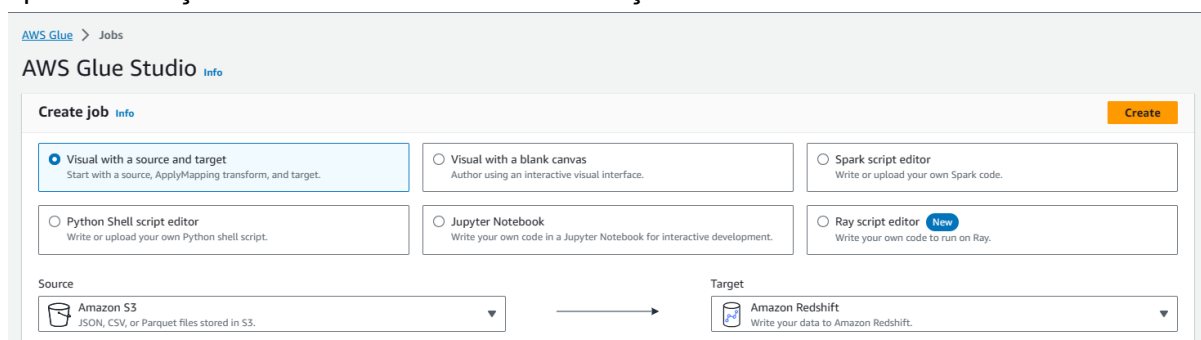 AWS Glue > Jobs
AWS Glue Studio Info
Create job Info
Create
Visual with a source and target
Start with a source, ApplyMapping transform, and target.
Visual with a blank canvas
Author using an interactive visual interface.
Spark script editor
Write or upload your own Spark code.
Python Shell script editor
Write or upload your own Python shell script.
Jupyter Notebook
Write your own code in a Jupyter Notebook for interactive development.
Ray script editor New
Write your own code to run on Ray.
Source
Amazon S3
JSON, CSV, or Parquet files stored in S3.
Target
Amazon Redshift
Write your data to Amazon Redshift.